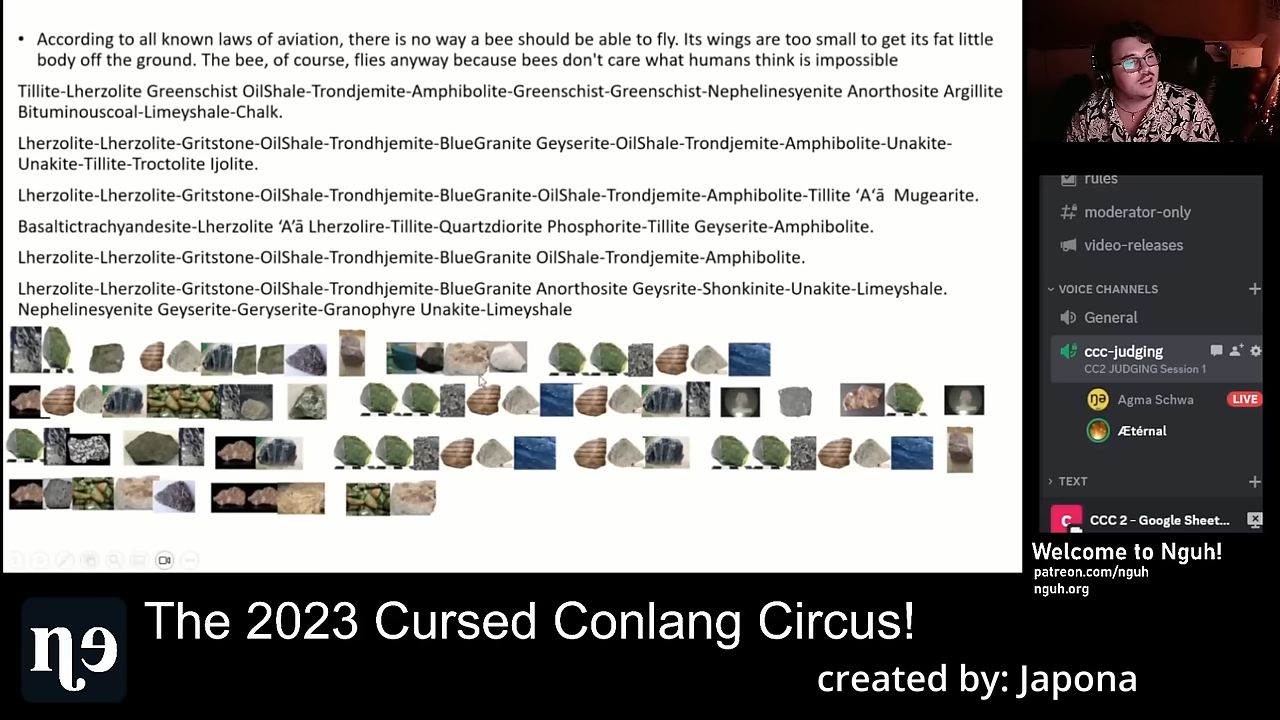 • According to all known laws of aviation, there is no way a bee should be able to fly. Its wings are too small to get its fat little
body off the ground. The bee, of course, flies anyway because bees don't care what humans think is impossible
Tillite-Lherzolite Greenschist OilShale-Trondjemite-Amphibolite-Greenschist-Greenschist-Nephelinesyenite Anorthosite Argillite
Bituminouscoal-Limeyshale-Chalk.
Lherzolite-Lherzolite-Gritstone-OilShale-Trondhjemite-BlueGranite Geyserite-OilShale-Trondjemite-Amphibolite-Unakite-
Unakite-Tillite-Troctolite Ijolite.
Lherzolite-Lherzolite-Gritstone-OilShale-Trondhjemite-BlueGranite-OilShale-Trondjemite-Amphibolite-Tillite ʻAʻā Mugearite.
Basaltictrachyandesite-Lherzolite ʻAʻā Lherzolire-Tillite-Quartzdiorite Phosphorite-Tillite Geyserite-Amphibolite.
Lherzolite-Lherzolite-Gritstone-OilShale-Trondhjemite-BlueGranite OilShale-Trondjemite-Amphibolite.
Lherzolite-Lherzolite-Gritstone-OilShale-Trondhjemite-BlueGranite Anorthosite Geysrite-Shonkinite-Unakite-Limeyshale.
Nephelinesyenite Geyserite-Geryserite-Granophyre Unakite-Limeyshale
rules
moderator-only
video-releases
VOICE CHANNELS
General
ccc-judging
CC2 JUDGING Session 1
ŋə Agma Schwa LIVE
Ætérnal
TEXT
CCC 2 - Google Sheet...
Welcome to Nguh!
patreon.com/nguh
nguh.org
ŋə
The 2023 Cursed Conlang Circus!
created by: Japona